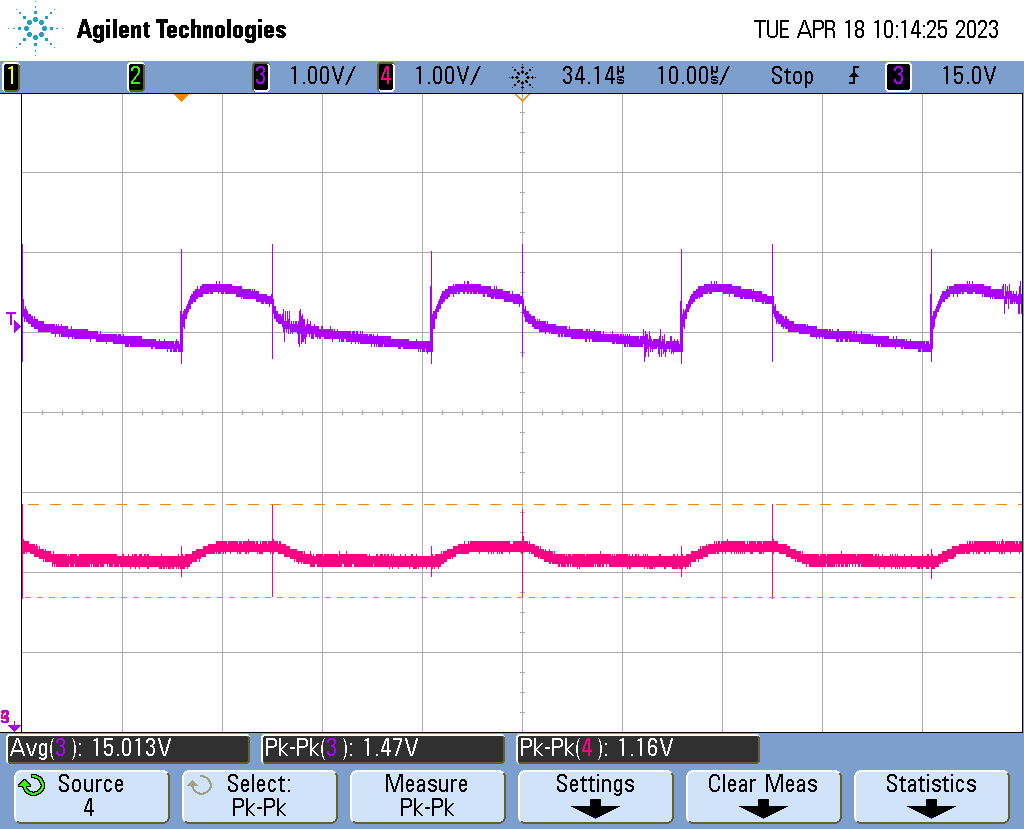 Agilent Technologies
TUE APR 18 10:14:25 2023
1 2 3 1.00V/ 4 1.00V/ 34.14µs 10.00µs/ Stop 3 15.0V
T
Avg(3): 15.013V
Pk-Pk(3): 1.47V
Pk-Pk(4): 1.16V
Source
4
Select:
Pk-Pk
Measure
Pk-Pk
Settings
Clear Meas
Statistics